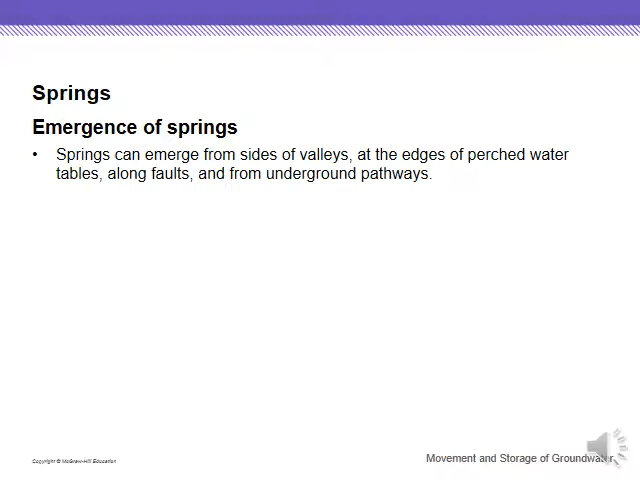 Springs
Emergence of springs
• Springs can emerge from sides of valleys, at the edges of perched water
tables, along faults, and from underground pathways.
Copyright © McGraw-Hill Education
Movement and Storage of Groundwater